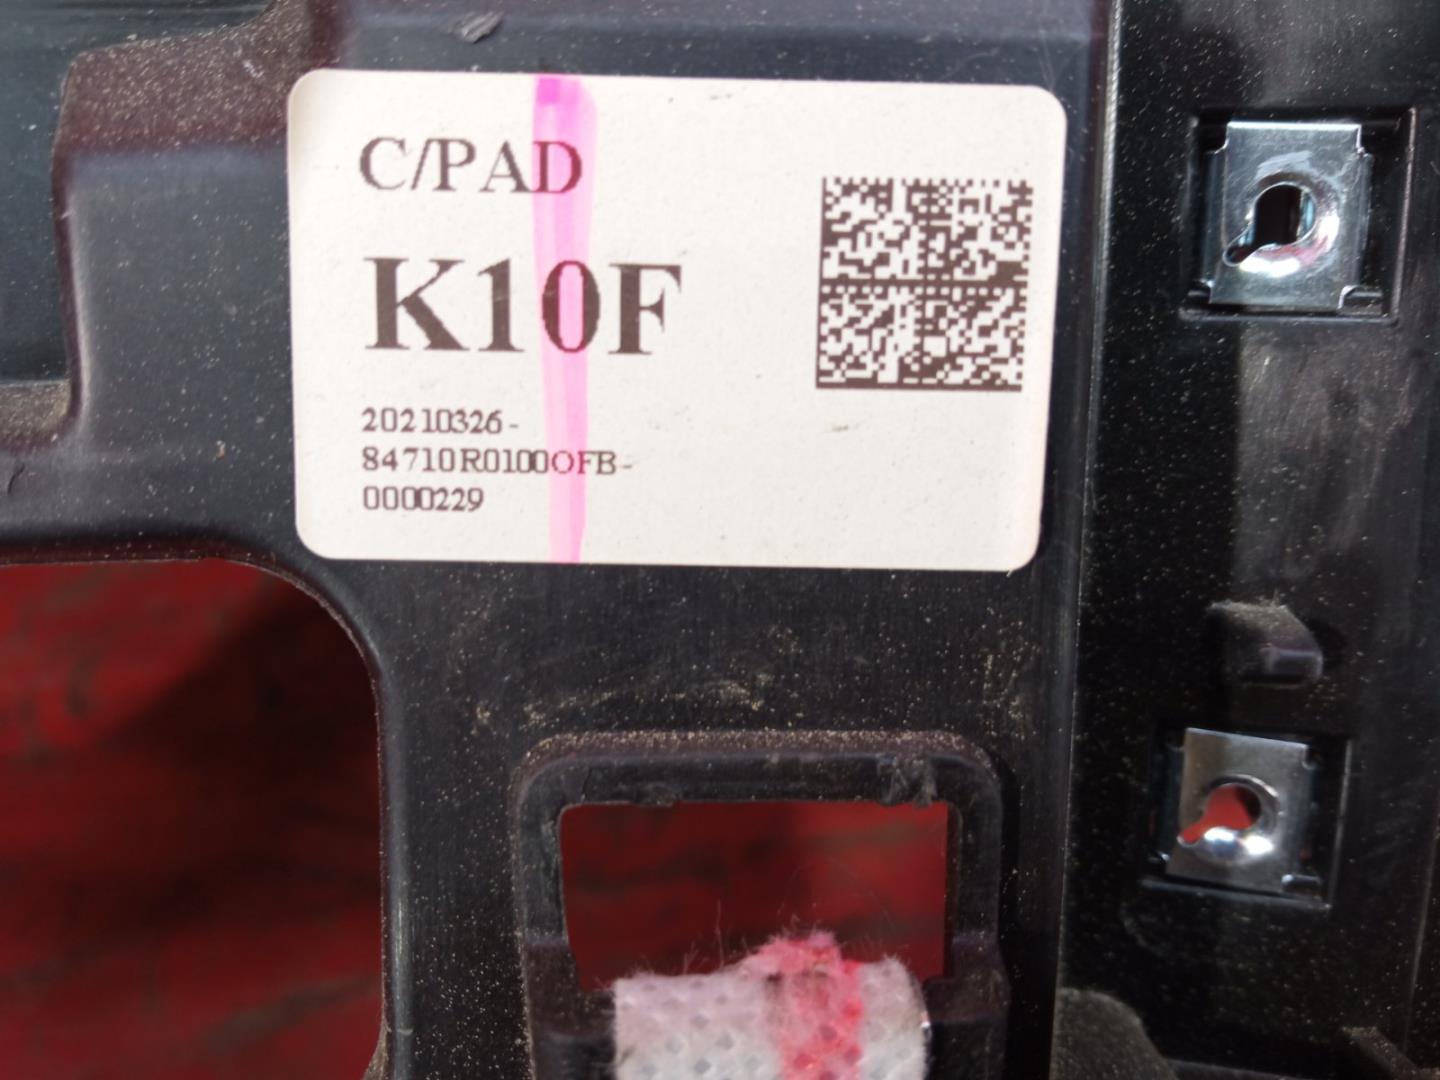 C/PAD
K10F
20210326-
84710R0100OFB-
0000229